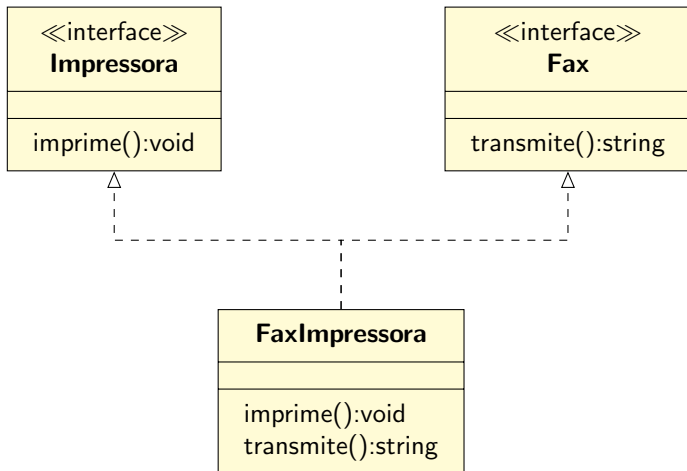 ≪interface≫
Impressora
imprime():void
≪interface≫
Fax
transmite():string
FaxImpressora
imprime():void
transmite():string